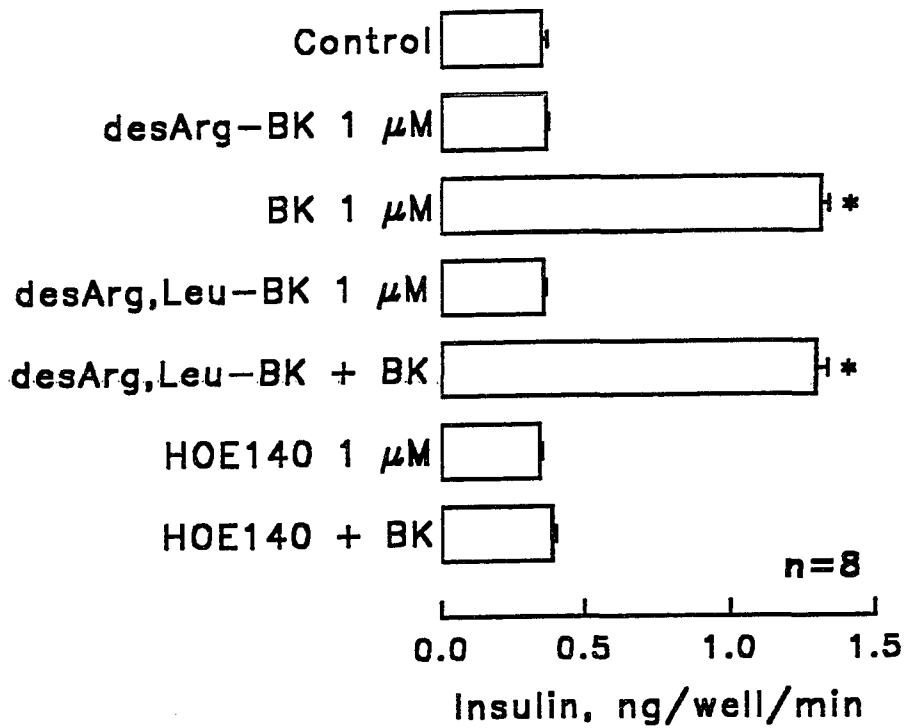 Control
desArg-BK 1 μM
BK 1 μM
*
desArg,Leu-BK 1 μM
desArg,Leu-BK + BK
*
HOE140 1 μM
HOE140 + BK
n=8
0.0 0.5 1.0 1.5
Insulin, ng/well/min